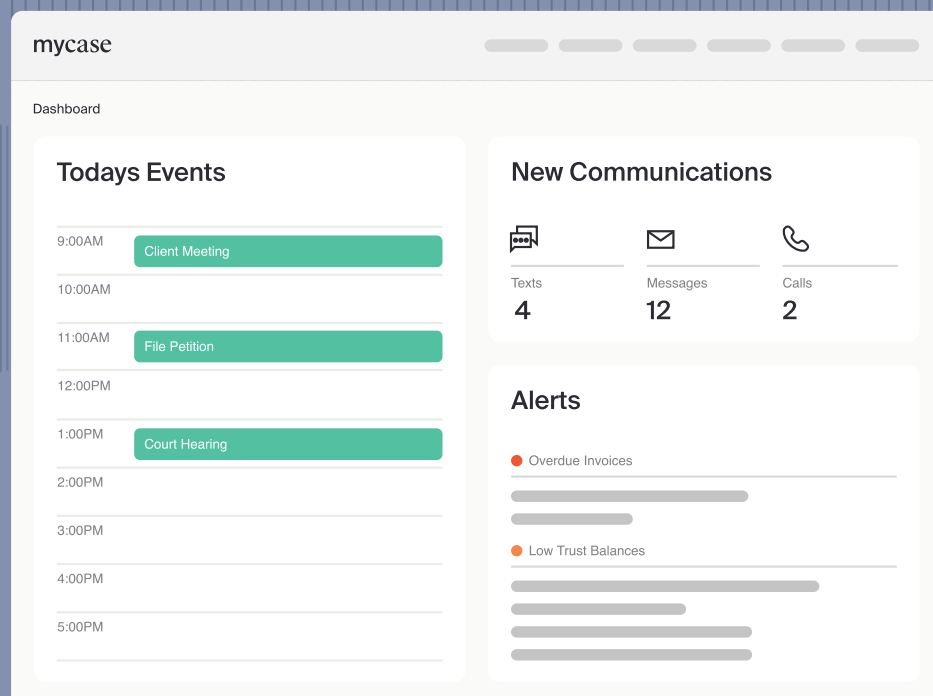 mycase
Dashboard
Todays Events
9:00AM
Client Meeting
10:00AM
11:00AM
File Petition
12:00PM
1:00PM
Court Hearing
2:00PM
3:00PM
4:00PM
5:00PM
New Communications
Texts
4
Messages
12
Calls
2
Alerts
Overdue Invoices
Low Trust Balances